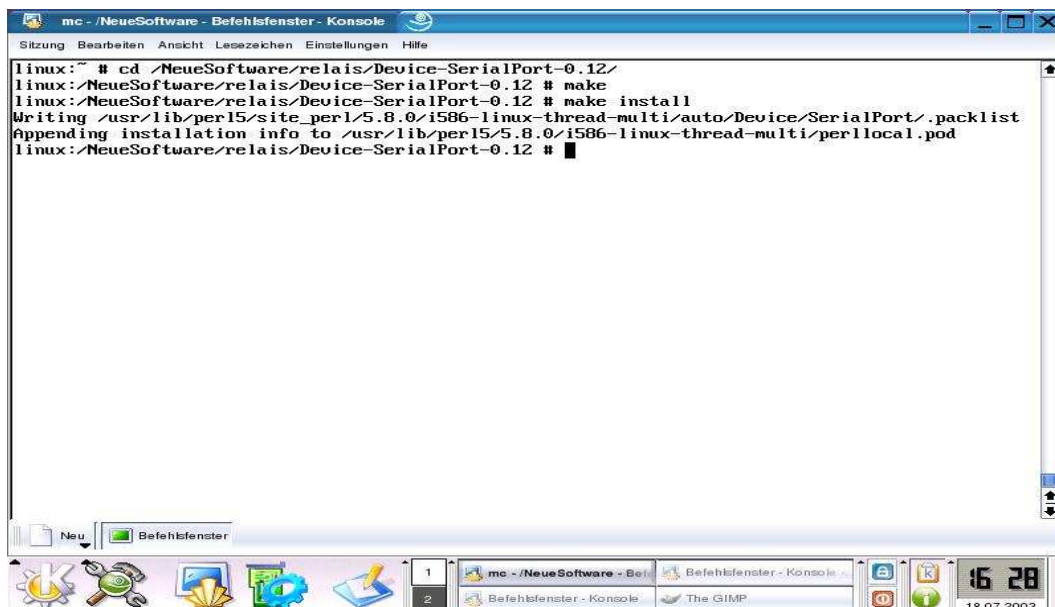 mc - /NeueSoftware - Befehlsfenster - Konsole
Sitzung Bearbeiten Ansicht Lesezeichen Einstellungen Hilfe
linux:~ # cd /NeueSoftware/relais/Device-SerialPort-0.12/
linux:/NeueSoftware/relais/Device-SerialPort-0.12 # make
linux:/NeueSoftware/relais/Device-SerialPort-0.12 # make install
Writing /usr/lib/perl5/site_perl/5.8.0/i586-linux-thread-multi/auto/Device/SerialPort/.packlist
Appending installation info to /usr/lib/perl5/5.8.0/i586-linux-thread-multi/perllocal.pod
linux:/NeueSoftware/relais/Device-SerialPort-0.12 #
Neu Befehlsfenster
1 mc - /NeueSoftware - Bef Befehlsfenster - Konsole
2 Befehlsfenster - Konsole The GIMP
16 28
18.07.2003